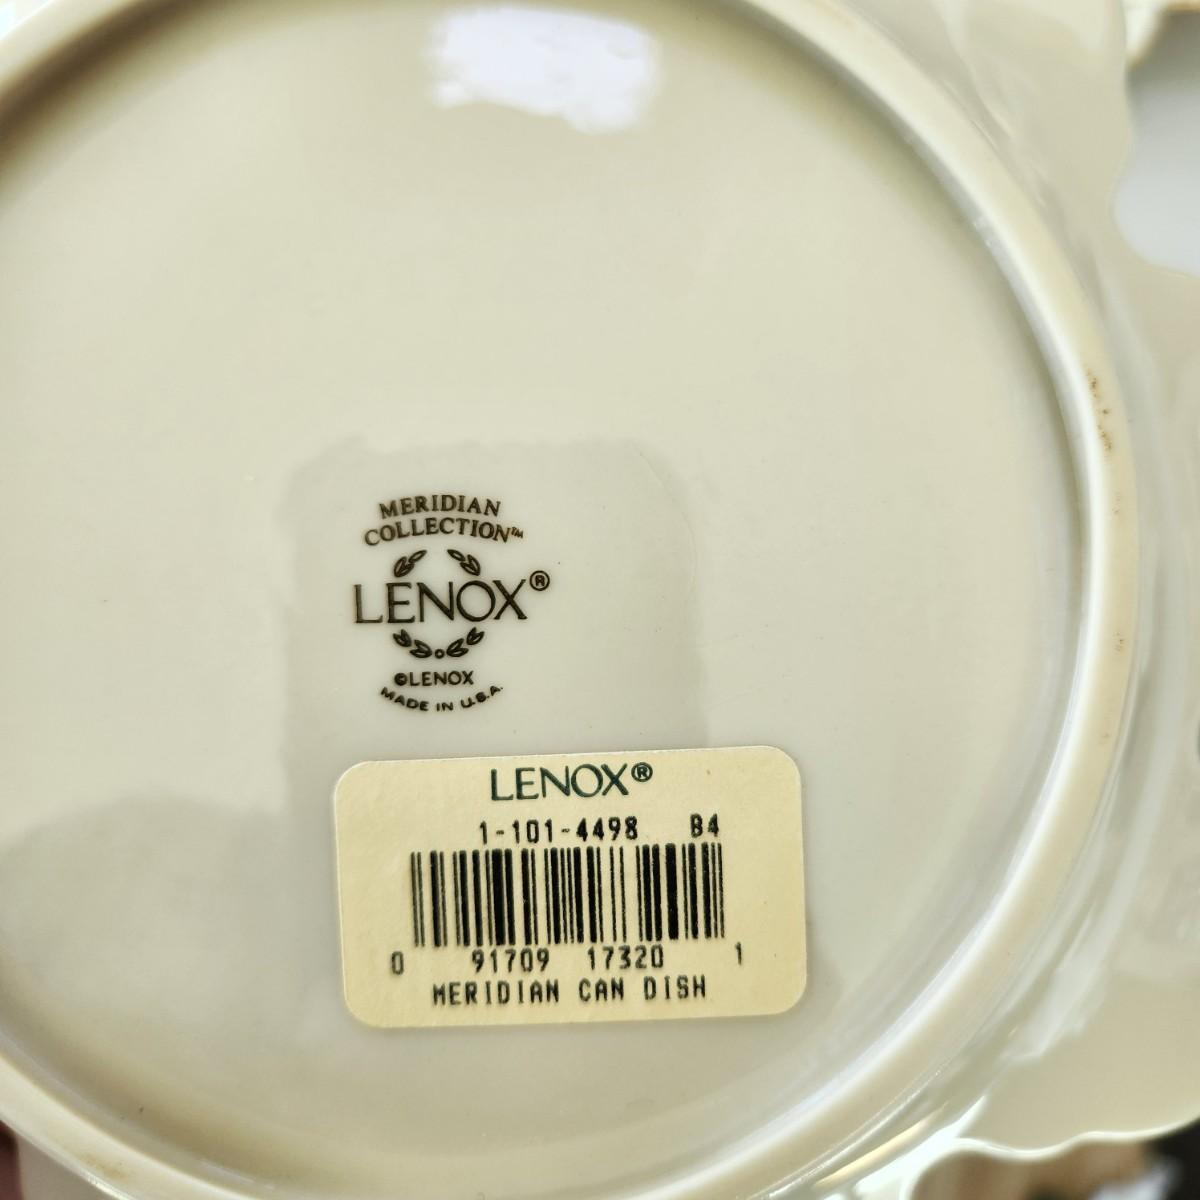 MERIDIAN
COLLECTION™
LENOX®
©LENOX
MADE IN U.S.A.
LENOX®
1-101-4498 B4
0 91709 17320 1
MERIDIAN CAN DISH